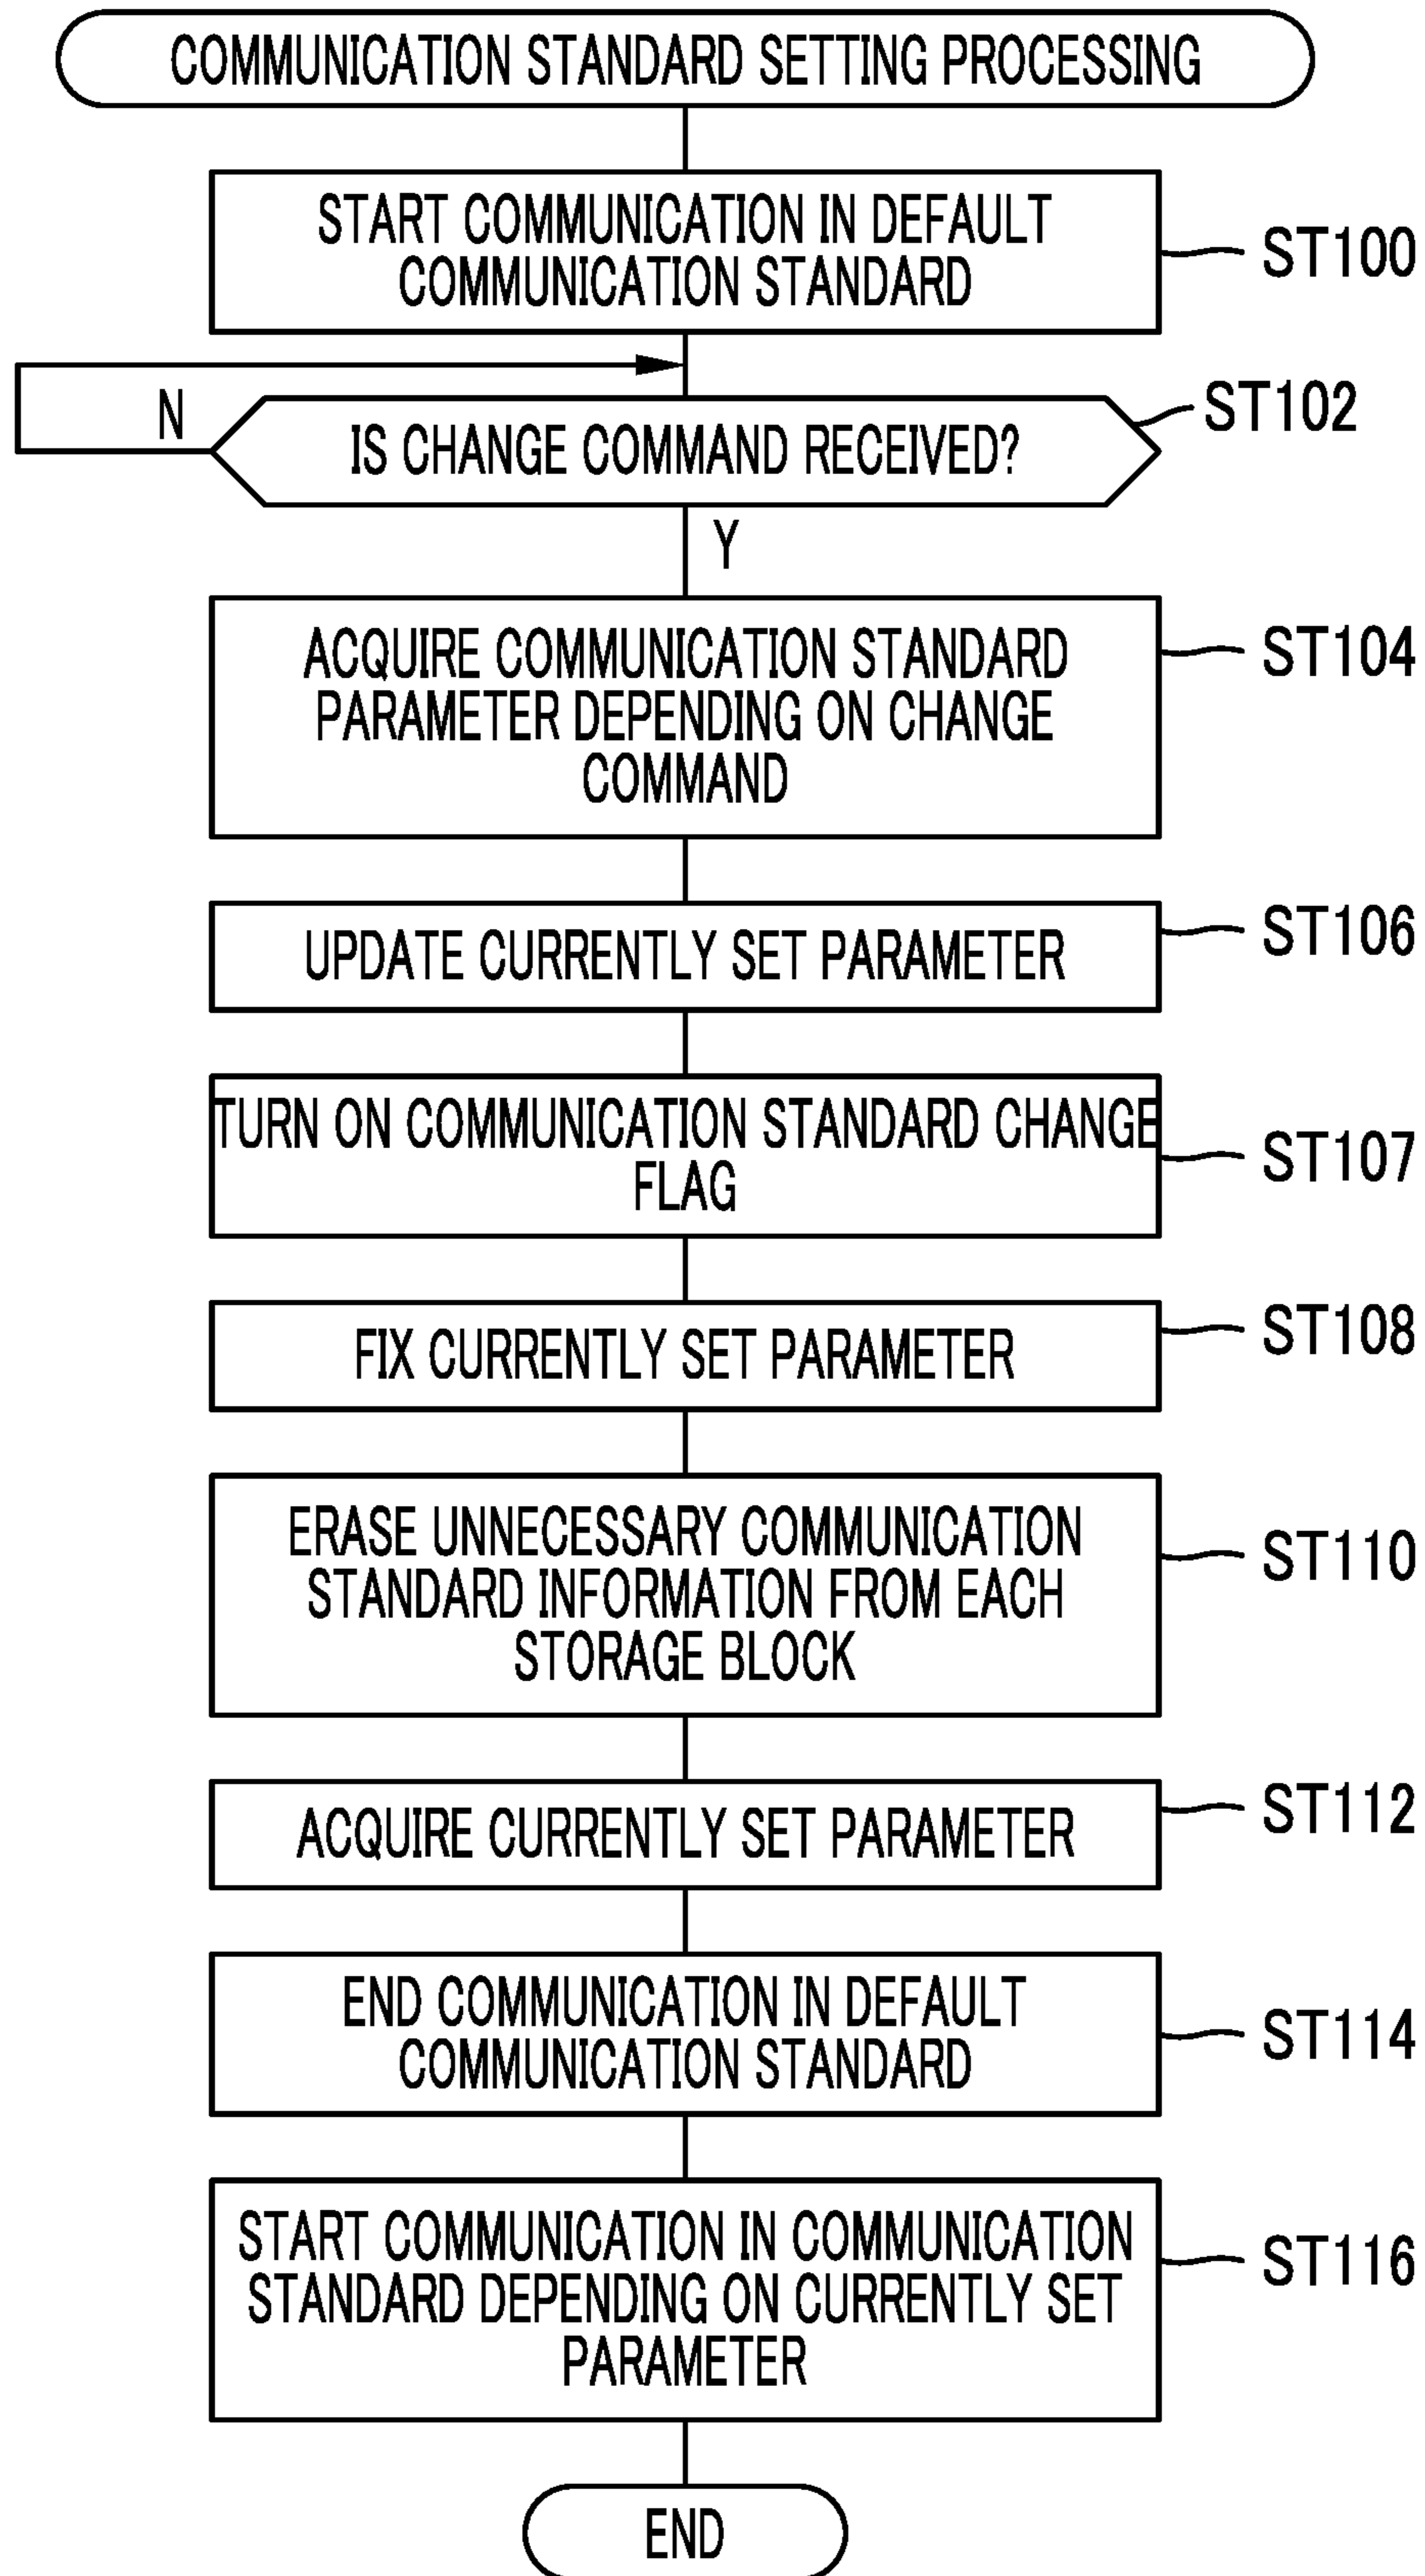 COMMUNICATION STANDARD SETTING PROCESSING
START COMMUNICATION IN DEFAULT
COMMUNICATION STANDARD
ST100
N
IS CHANGE COMMAND RECEIVED?
ST102
Y
ACQUIRE COMMUNICATION STANDARD
PARAMETER DEPENDING ON CHANGE
COMMAND
ST104
UPDATE CURRENTLY SET PARAMETER
ST106
TURN ON COMMUNICATION STANDARD CHANGE
FLAG
ST107
FIX CURRENTLY SET PARAMETER
ST108
ERASE UNNECESSARY COMMUNICATION
STANDARD INFORMATION FROM EACH
STORAGE BLOCK
ST110
ACQUIRE CURRENTLY SET PARAMETER
ST112
END COMMUNICATION IN DEFAULT
COMMUNICATION STANDARD
ST114
START COMMUNICATION IN COMMUNICATION
STANDARD DEPENDING ON CURRENTLY SET
PARAMETER
ST116
END